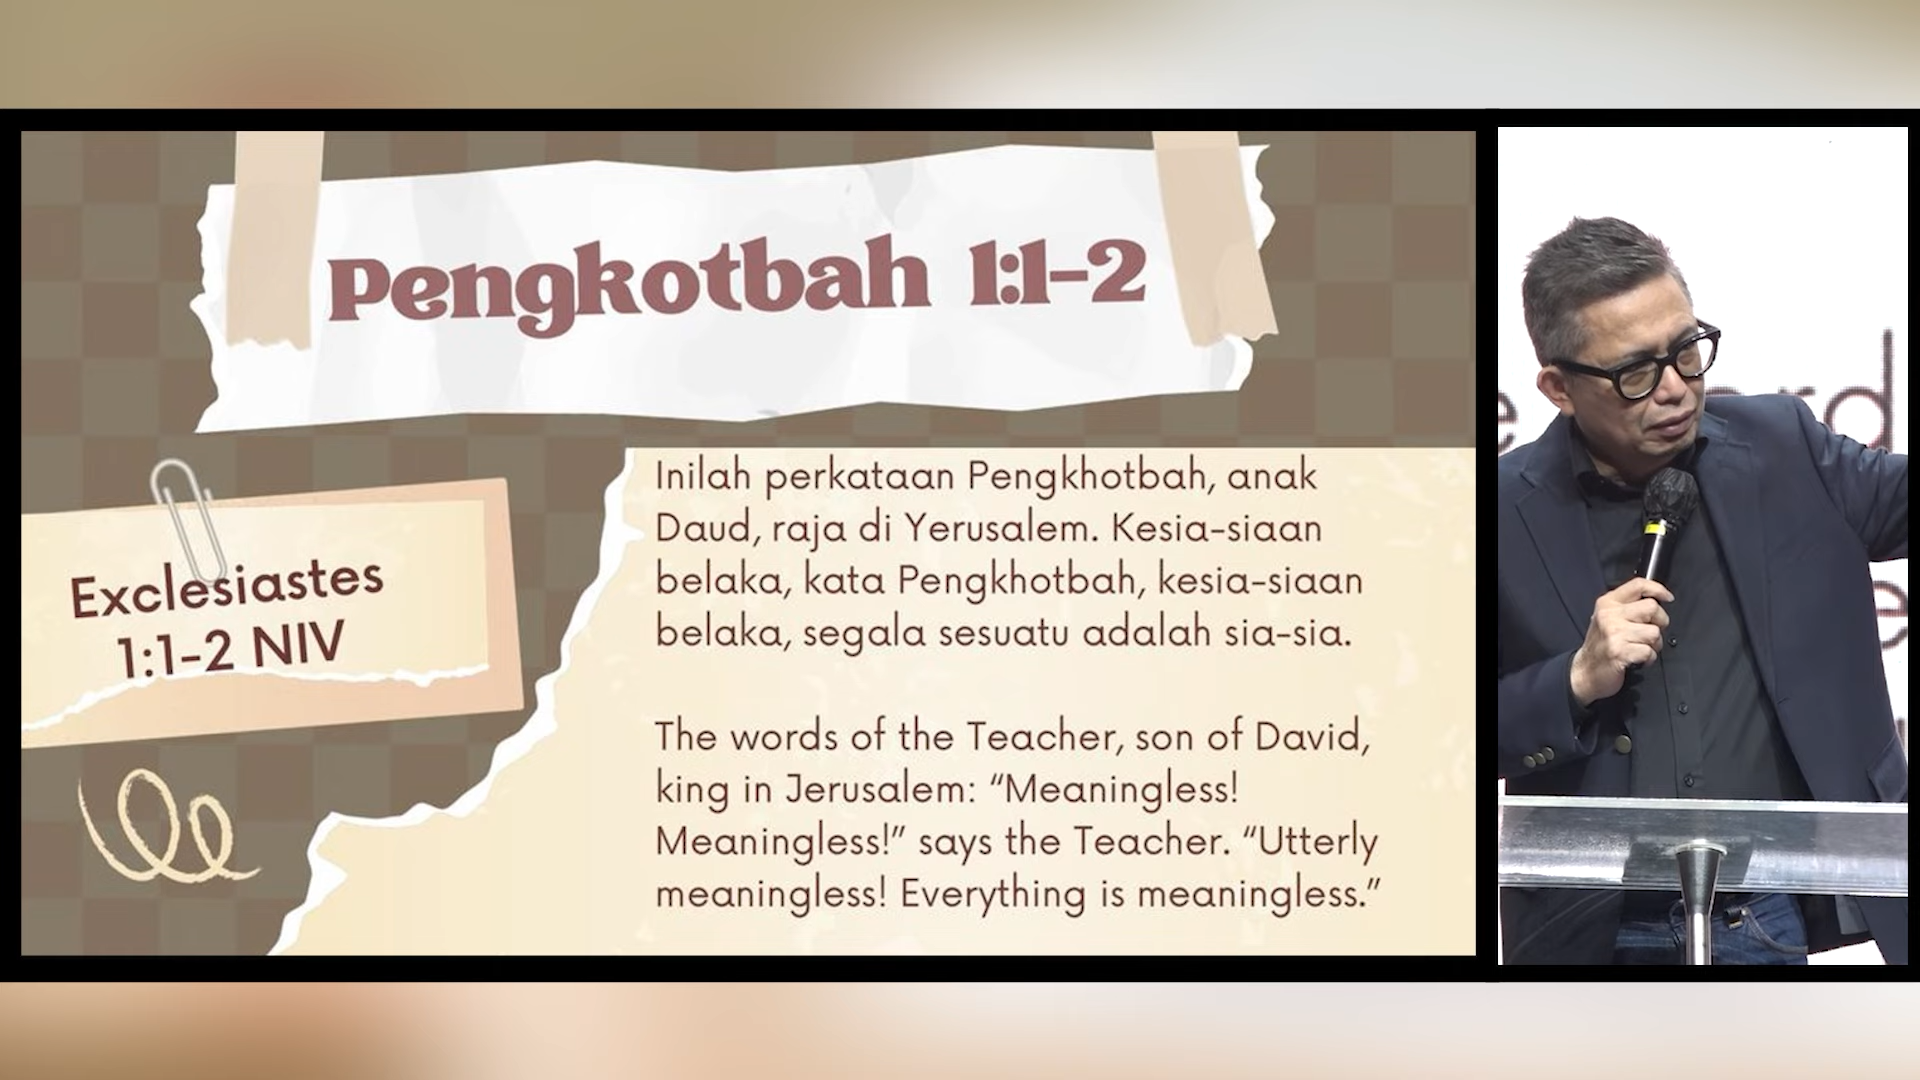 Pengkotbah 1:1-2
Exclesiastes
1:1-2 NIV
Inilah perkataan Pengkhotbah, anak
Daud, raja di Yerusalem. Kesia-siaan
belaka, kata Pengkhotbah, kesia-siaan
belaka, segala sesuatu adalah sia-sia.
The words of the Teacher, son of David,
king in Jerusalem: “Meaningless!
Meaningless!” says the Teacher. “Utterly
meaningless! Everything is meaningless.”